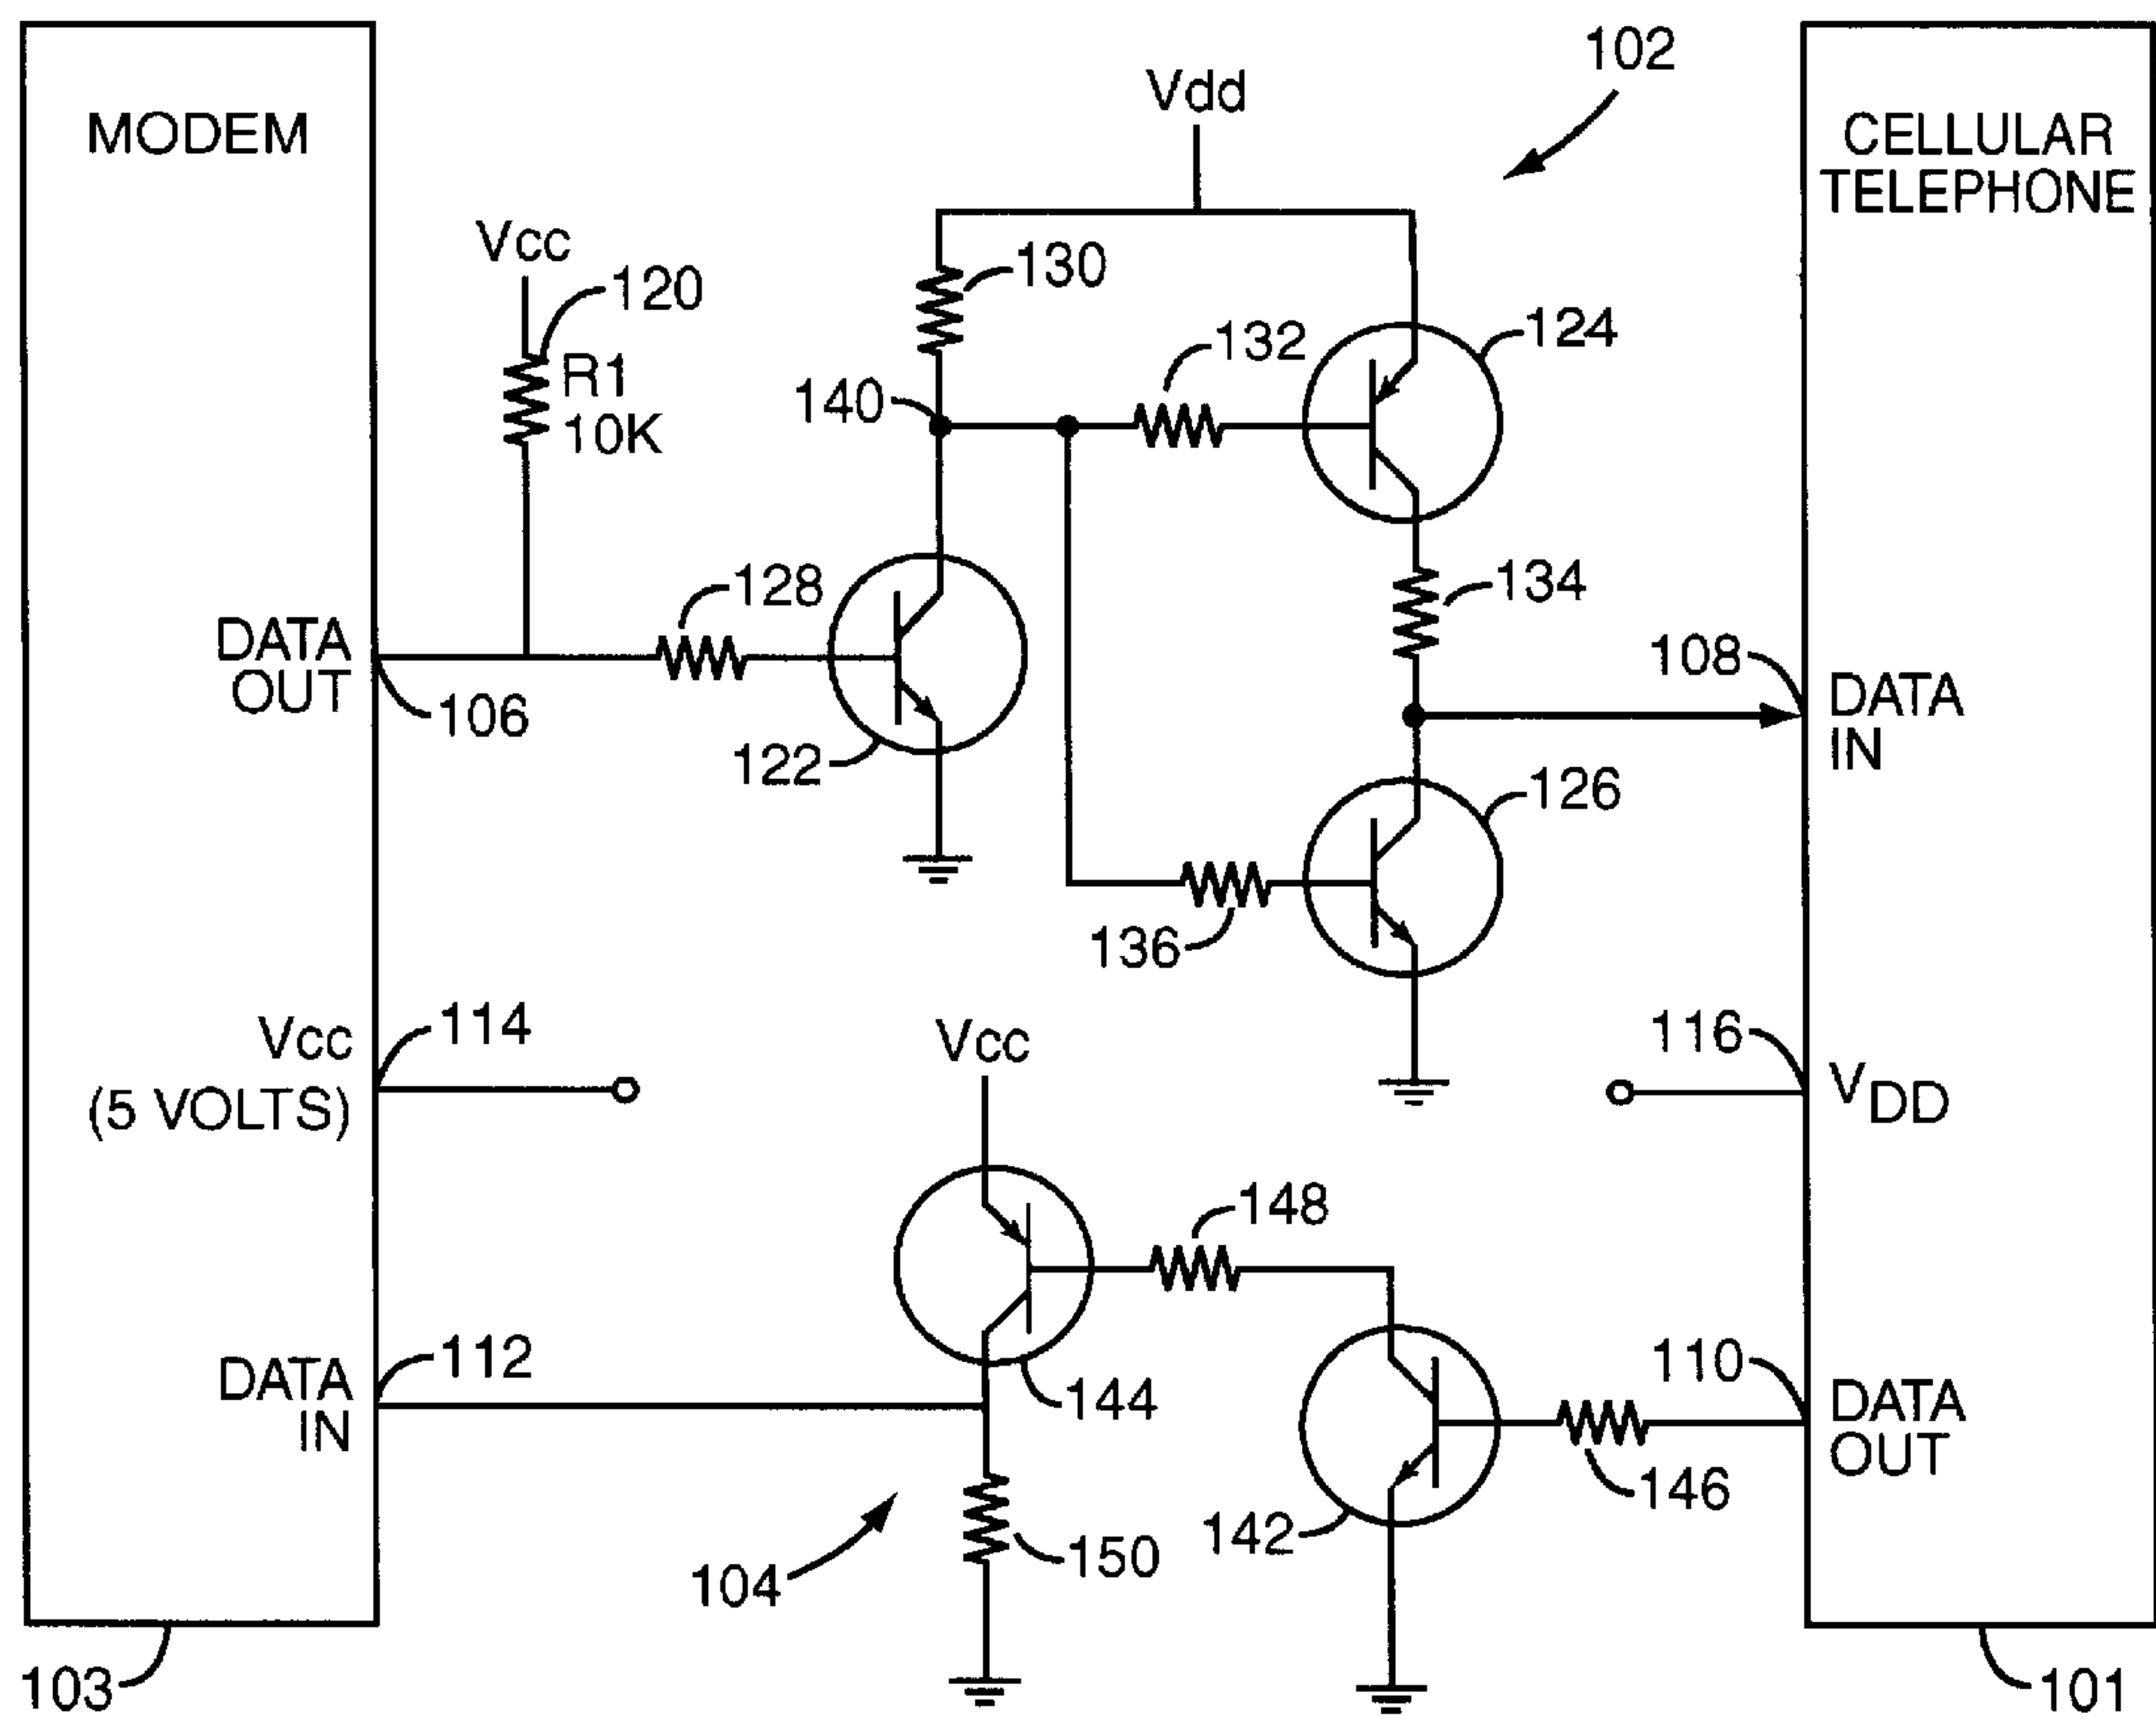 MODEM
102
Vdd
CELLULAR
TELEPHONE
Vcc
120
R1
10K
130
140
132
124
128
134
DATA
OUT
106
122
108
DATA
IN
126
136
Vcc
(5 VOLTS)
114
Vcc
116
VDD
148
DATA
IN
112
144
110
DATA
OUT
146
142
104
150
103
101